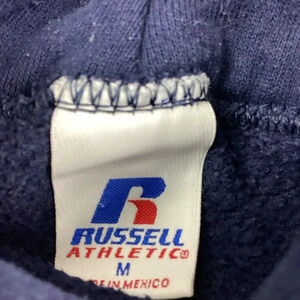 RUSSELL
ATHLETIC
M
IN MEXICO